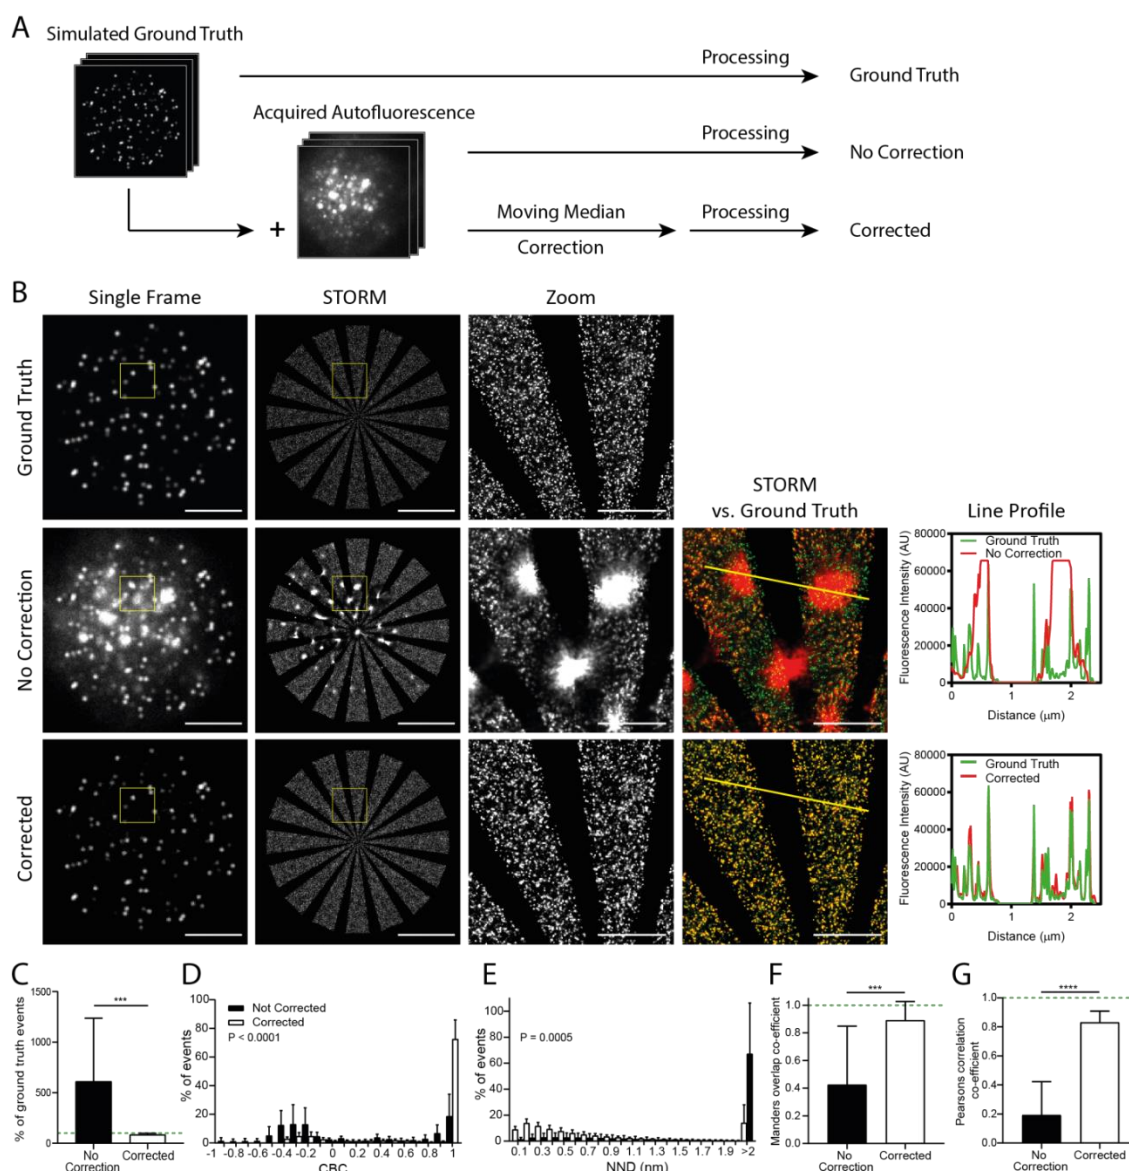 A
Simulated Ground Truth
Processing
Ground Truth
Acquired Autofluorescence
Processing
No Correction
+
Moving Median
Correction
Processing
Corrected
B
Single Frame
STORM
Zoom
Ground Truth
STORM
vs. Ground Truth
Line Profile
No Correction
Fluorescence Intensity (AU)
80000
60000
40000
20000
0
Ground Truth
No Correction
0 1 2
Distance (μm)
Corrected
Fluorescence Intensity (AU)
80000
60000
40000
20000
0
Ground Truth
Corrected
0 1 2
Distance (μm)
C
% of ground truth events
1500
1000
500
0
***
No
Correction
Corrected
D
% of events
100
80
60
40
20
0
Not Corrected
Corrected
P < 0.0001
-1 -0.8 -0.6 -0.4 -0.2 0 0.2 0.4 0.6 0.8 1
CBC
E
% of events
100
80
60
40
20
0
P = 0.0005
0.1 0.3 0.5 0.7 0.9 1.1 1.3 1.5 1.7 1.9 >2
NND (nm)
F
Manders overlap co-efficient
1.0
0.8
0.6
0.4
0.2
0.0
***
No
Correction
Corrected
G
Pearsons correlation
co-efficient
1.0
0.8
0.6
0.4
0.2
0.0
****
No
Correction
Corrected